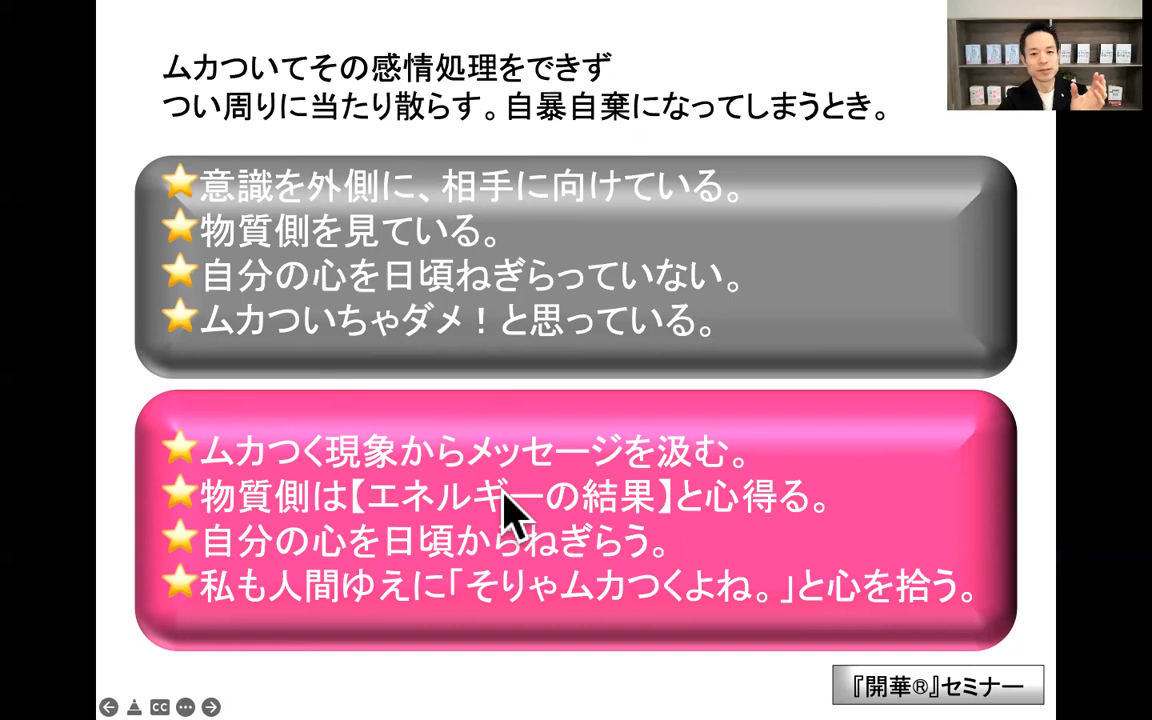 ムカついてその感情処理をできず
つい周りに当たり散らす。自暴自棄になってしまうとき。
⭐意識を外側に、相手に向けている。
⭐物質側を見ている。
⭐自分の心を日頃ねぎらっていない。
⭐ムカついちゃダメ！と思っている。
⭐ムカつく現象からメッセージを汲む。
⭐物質側は【エネルギーの結果】と心得る。
⭐自分の心を日頃からねぎらう。
⭐私も人間ゆえに「そりゃムカつくよね。」と心を拾う。
『開華®』セミナー
CC